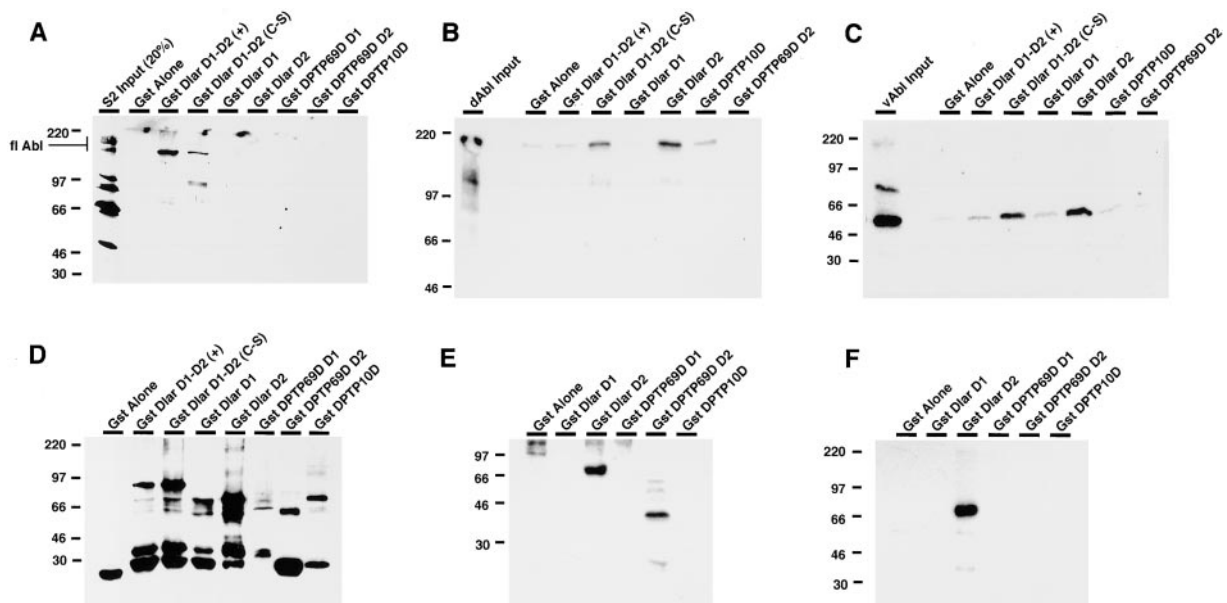 A
S2 Input (20%)
Gst Alone
Gst Dlar D1-D2 (+)
Gst Dlar D1-D2 (C-S)
Gst Dlar D1
Gst Dlar D2
Gst DPTP69D D1
Gst DPTP69D D2
Gst DPTP10D
fl Abl
220
97
66
46
30
B
dAbl Input
Gst Alone
Gst Dlar D1-D2 (+)
Gst Dlar D1-D2 (C-S)
Gst Dlar D1
Gst Dlar D2
Gst DPTP10D
Gst DPTP69D D2
220
97
66
46
C
vAbl Input
Gst Alone
Gst Dlar D1-D2 (+)
Gst Dlar D1-D2 (C-S)
Gst Dlar D1
Gst Dlar D2
Gst DPTP10D
Gst DPTP69D D2
220
97
66
46
30
D
Gst Alone
Gst Dlar D1-D2 (+)
Gst Dlar D1-D2 (C-S)
Gst Dlar D1
Gst Dlar D2
Gst DPTP69D D1
Gst DPTP69D D2
Gst DPTP10D
220
97
66
46
30
E
Gst Alone
Gst Dlar D1
Gst Dlar D2
Gst DPTP69D D1
Gst DPTP69D D2
Gst DPTP10D
97
66
46
30
F
Gst Alone
Gst Dlar D1
Gst Dlar D2
Gst DPTP69D D1
Gst DPTP69D D2
Gst DPTP10D
220
97
66
46
30